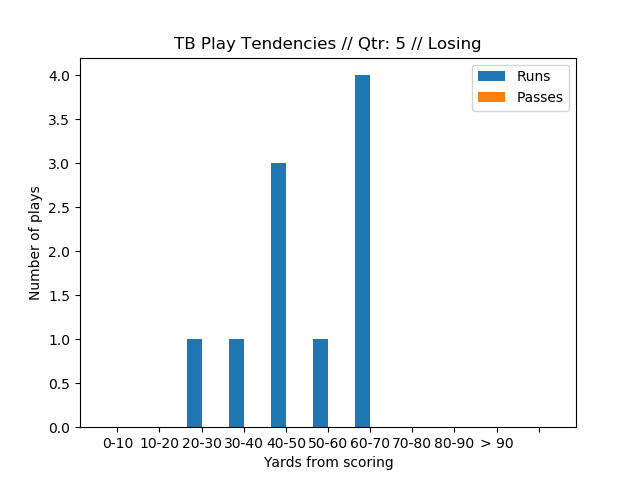 TB Play Tendencies // Qtr: 5 // Losing
Runs
Passes
4.0
3.5
3.0
2.5
2.0
1.5
1.0
0.5
0.0
Number of plays
0-10 10-20 20-30 30-40 40-50 50-60 60-70 70-80 80-90 > 90
Yards from scoring